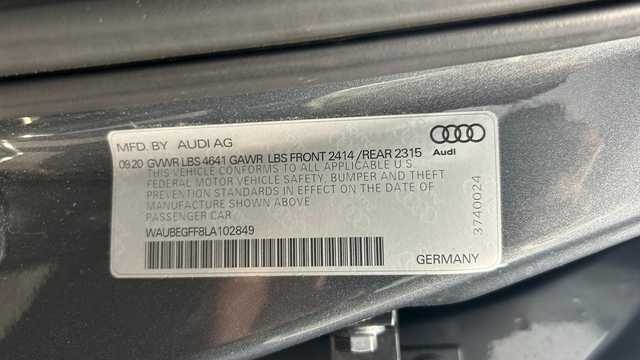 MFD. BY AUDI AG
09.20 GVWR LBS 4641 GAWR LBS FRONT 2414 /REAR 2315
THIS VEHICLE CONFORMS TO ALL APPLICABLE U.S.
FEDERAL MOTOR VEHICLE SAFETY, BUMPER AND THEFT
PREVENTION STANDARDS IN EFFECT ON THE DATE OF
MANUFACTURE SHOWN ABOVE
PASSENGER CAR
WAUBEGFF8LA102849
Audi
3740024
GERMANY